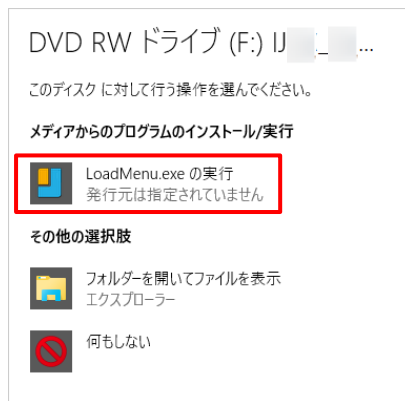 DVD RW ドライブ (F:) IJ _ ...
このディスク に対して行う操作を選んでください。
メディアからのプログラムのインストール/実行
LoadMenu.exe の実行
発行元は指定されていません
その他の選択肢
フォルダーを開いてファイルを表示
エクスプローラー
何もしない